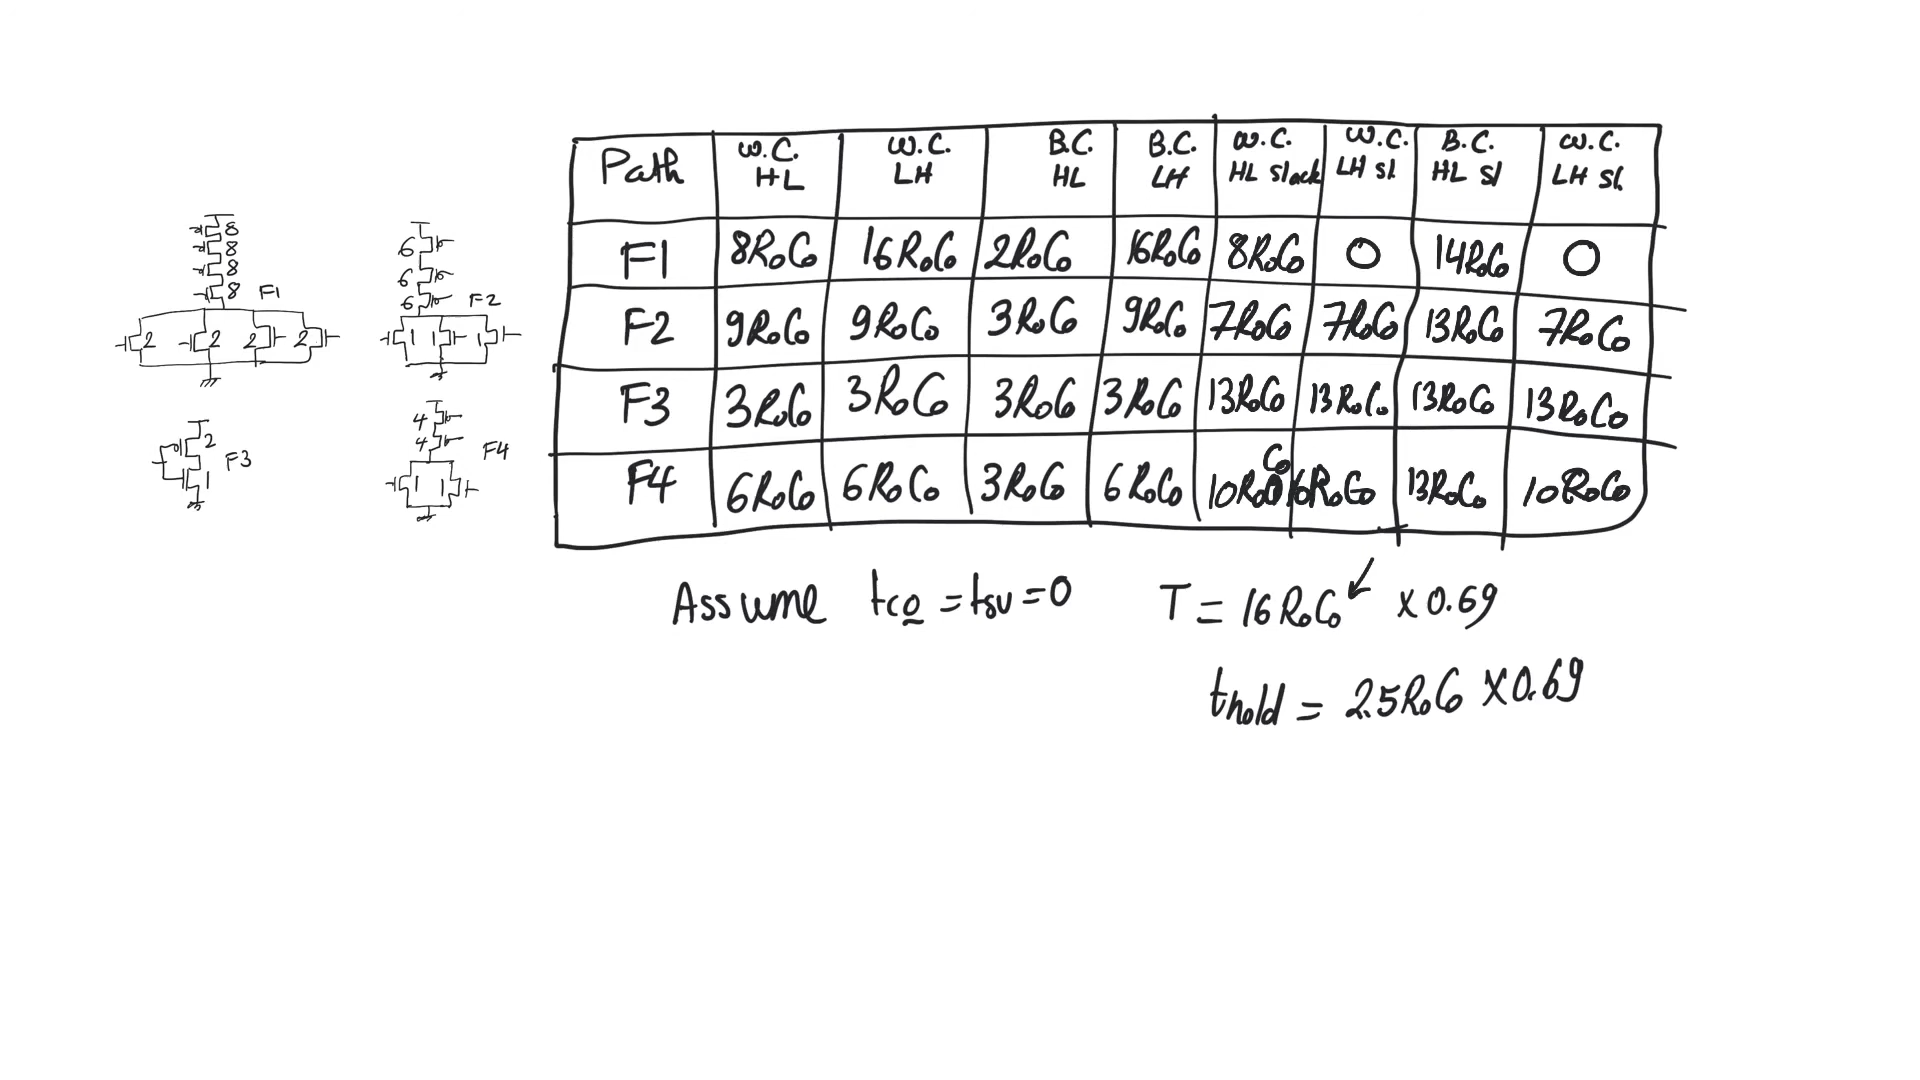 8
8
8
8 F1
2 2 2 2
6
6
6 F2
1 1 1
2
1 F3
4
4 F4
1 1
Path W.C. HL W.C. LH B.C. HL B.C. LH W.C. HL Slack W.C. LH Sl. B.C. HL Sl W.C. LH Sl.
F1 8R₀C₀ 16R₀C₀ 2R₀C₀ 16R₀C₀ 8R₀C₀ 0 14R₀C₀ 0
F2 9R₀C₀ 9R₀C₀ 3R₀C₀ 9R₀C₀ 7R₀C₀ 7R₀C₀ 13R₀C₀ 7R₀C₀
F3 3R₀C₀ 3R₀C₀ 3R₀C₀ 3R₀C₀ 13R₀C₀ 13R₀C₀ 13R₀C₀ 13R₀C₀
F4 6R₀C₀ 6R₀C₀ 3R₀C₀ 6R₀C₀ 10R₀C₀ 10R₀C₀ 13R₀C₀ 10R₀C₀
Assume tcq = tsu = 0 T = 16R₀C₀ × 0.69
thold = 2.5R₀C₀ × 0.69